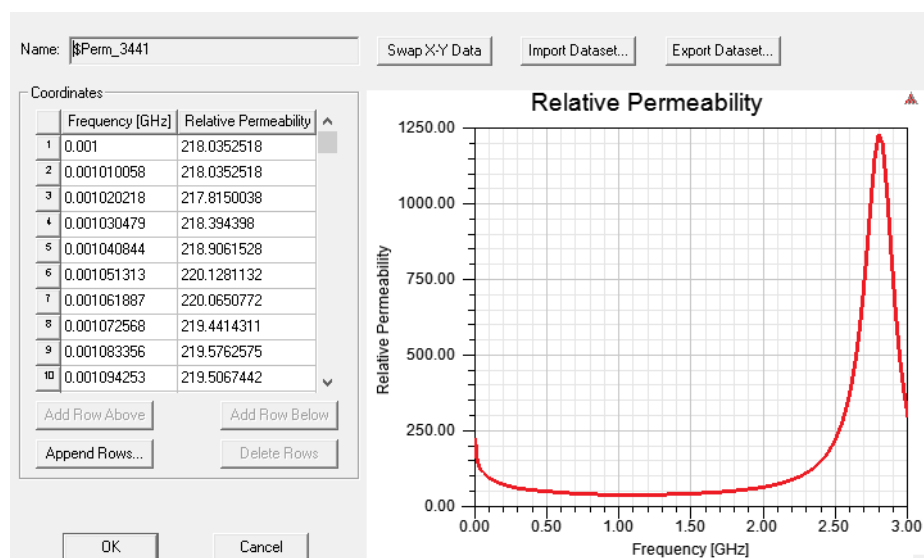 Name: $Perm_3441
Swap X-Y Data
Import Dataset...
Export Dataset...
Coordinates
Frequency [GHz] Relative Permeability
1 0.001 218.0352518
2 0.001010058 218.0352518
3 0.001020218 217.8150038
4 0.001030479 218.394398
5 0.001040844 218.9061528
6 0.001051313 220.1281132
7 0.001061887 220.0650772
8 0.001072568 219.4414311
9 0.001083356 219.5762575
10 0.001094253 219.5067442
Add Row Above
Add Row Below
Append Rows...
Delete Rows
OK
Cancel
Relative Permeability
1250.00
1000.00
750.00
500.00
250.00
0.00
Relative Permeability
0.00 0.50 1.00 1.50 2.00 2.50 3.00
Frequency [GHz]